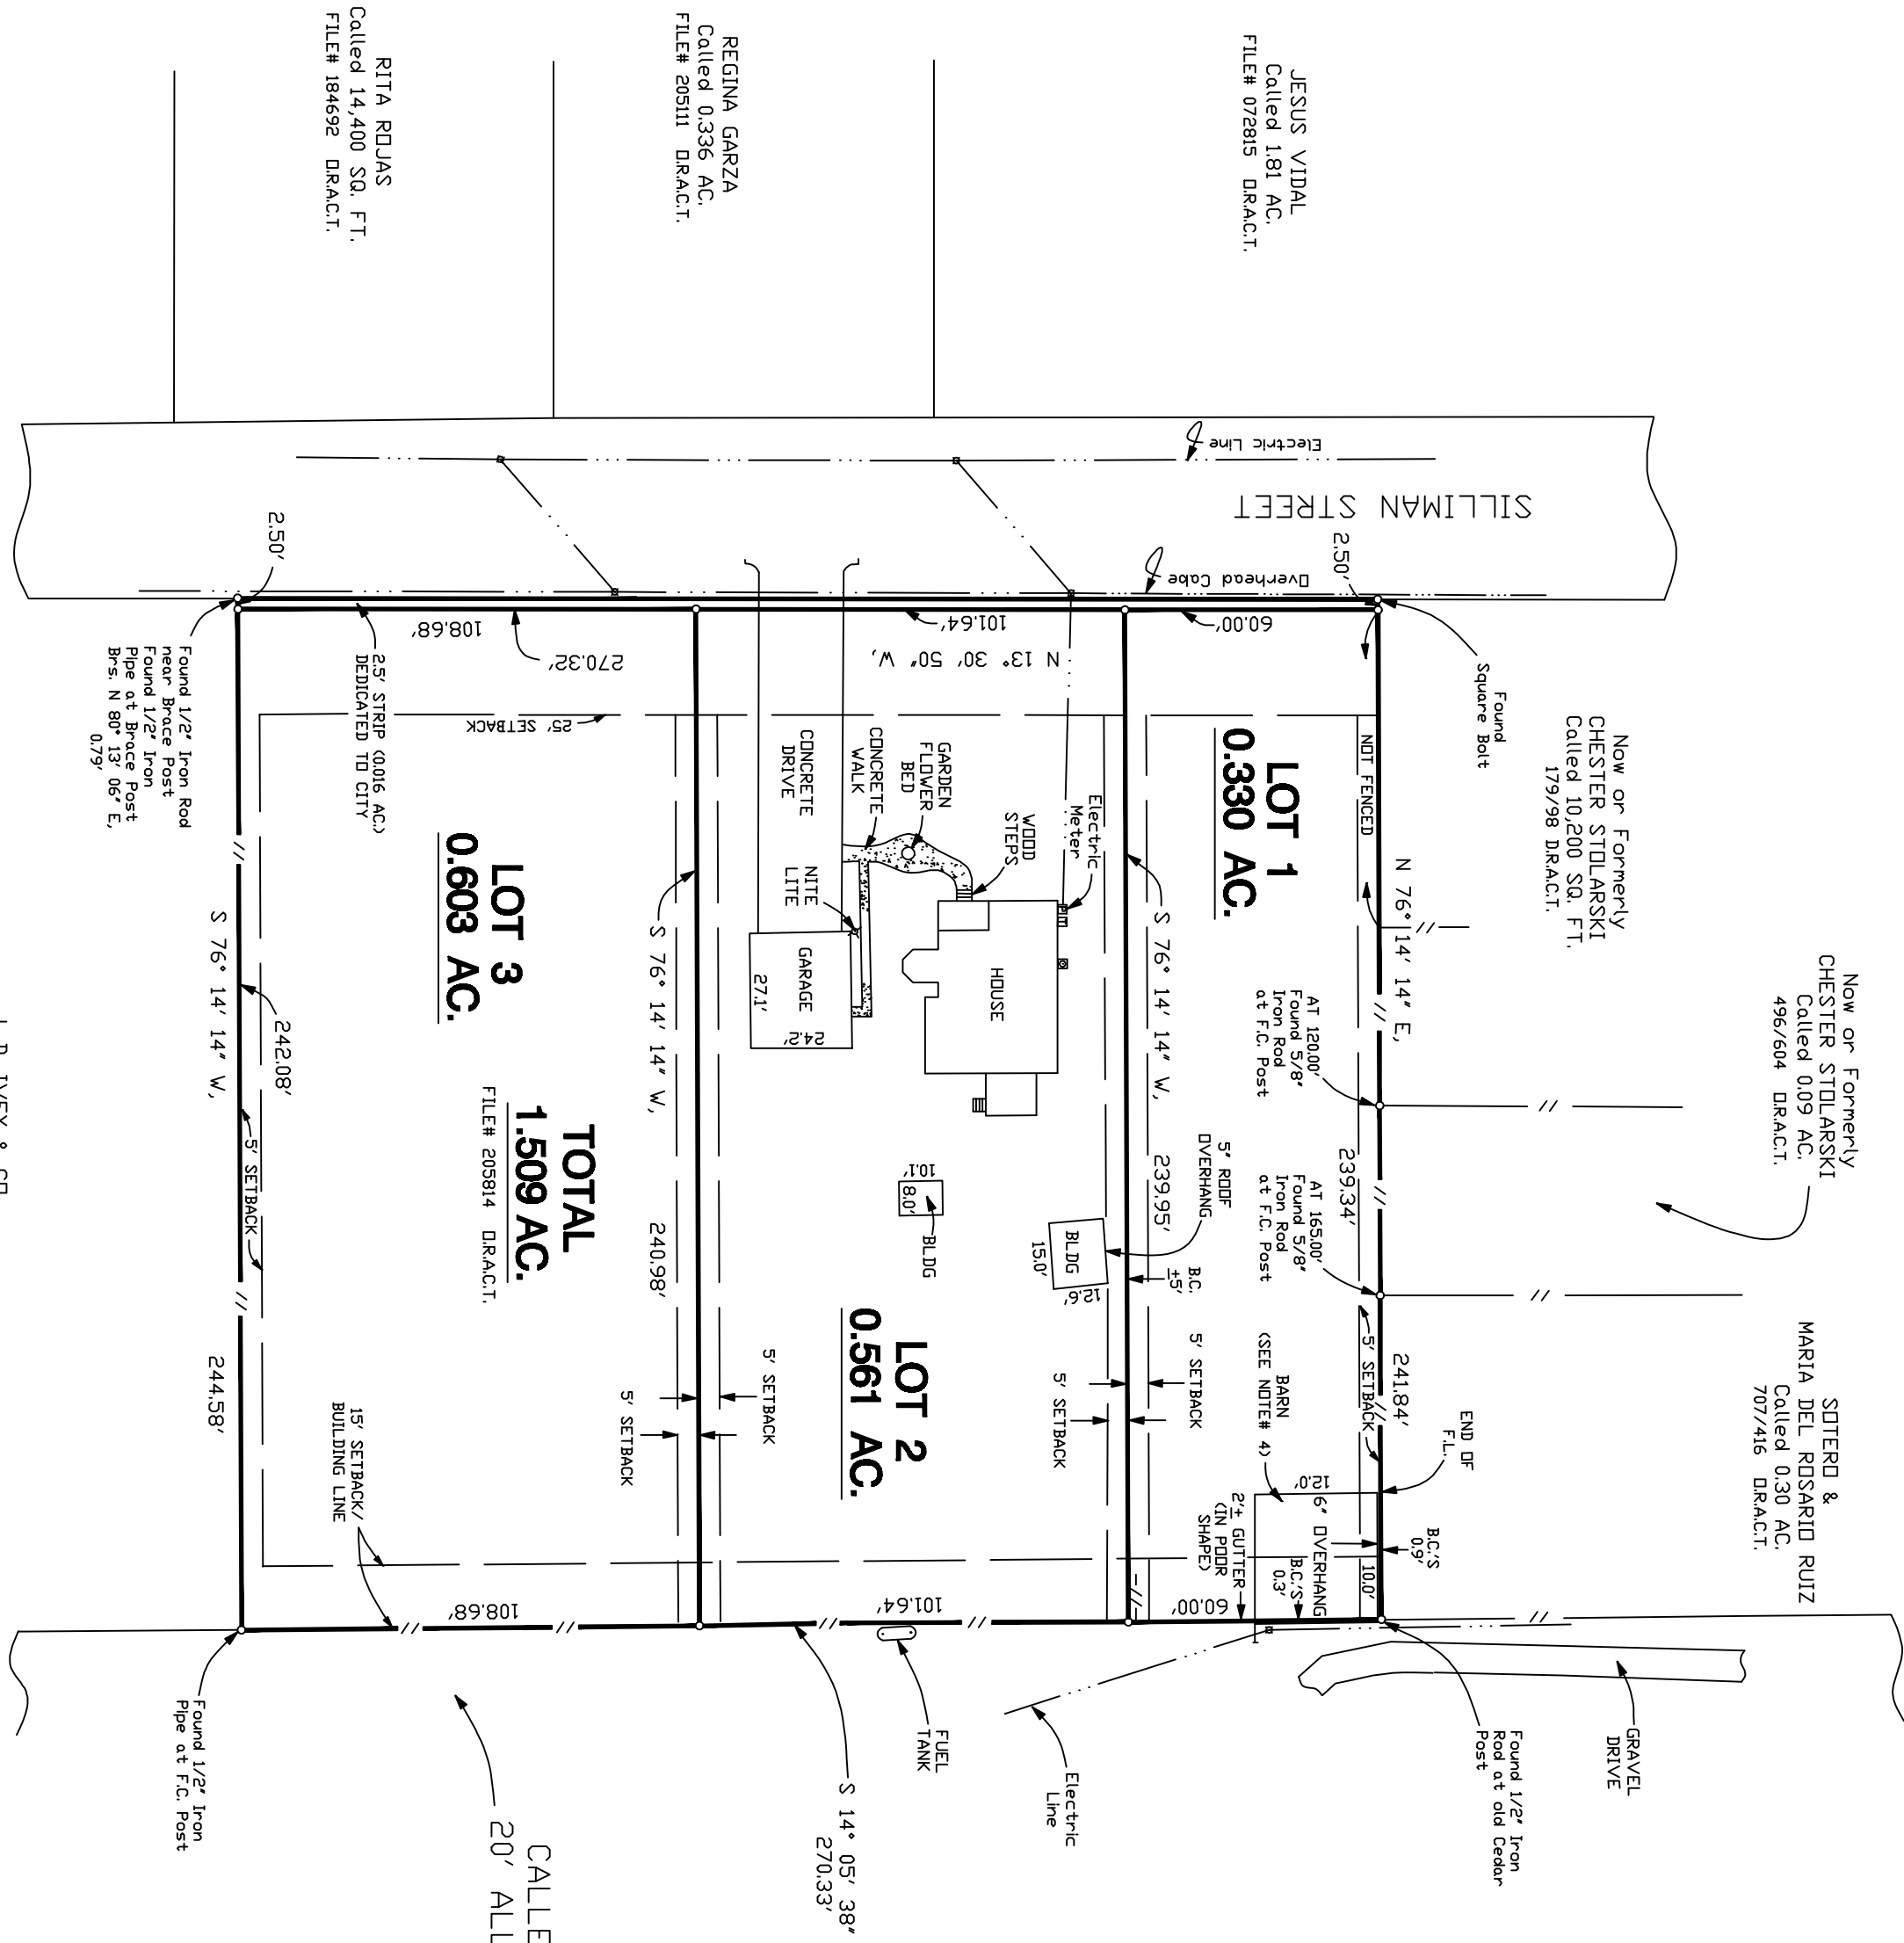 JESUS VIDAL
Called 1.81 AC.
FILE# 072815 O.R.A.C.T.
REGINA GARZA
Called 0.336 AC.
FILE# 205111 O.R.A.C.T.
RITA ROJAS
Called 14,400 SQ. FT.
FILE# 184692 O.R.A.C.T.
Electric Line
SILLIMAN STREET
Overhead Cabe
2.50'
2.50'
Found
Square Bolt
Now or Formerly
CHESTER STOLARSKI
Called 10,200 SQ. FT.
179/98 D.R.A.C.T.
Now or Formerly
CHESTER STOLARSKI
Called 0.09 AC.
496/604 O.R.A.C.T.
SOTERO &
MARIA DEL ROSARIO RUIZ
Called 0.30 AC.
707/416 O.R.A.C.T.
60.00'
101.64'
N 13° 30' 50" W,
108.68'
270.32'
25' SETBACK
2.5' STRIP (0.016 AC.)
DEDICATED TO CITY
Found 1/2" Iron Rod
near Brace Post
Found 1/2" Iron
Pipe at Brace Post
Brs. N 80° 13' 06" E,
0.79'
NOT FENCED
N 76° 14' 14" E,
239.34'
241.84'
AT 120.00'
Found 5/8"
Iron Rod
at F.C. Post
AT 165.00'
Found 5/8"
Iron Rod
at F.C. Post
5' SETBACK
END OF
F.L.
B.C.'S
0.9'
LOT 1
0.330 AC.
BARN
(SEE NOTE# 4)
12.0'
6" OVERHANG
10.0'
B.C.'S
0.3'
2'± GUTTER
(IN POOR
SHAPE)
60.00'
5' SETBACK
S 76° 14' 14" W,
239.95'
5" ROOF
OVERHANG
B.C.
±5'
5' SETBACK
Electric
Meter
WOOD
STEPS
GARDEN
FLOWER
BED
CONCRETE
WALK
CONCRETE
DRIVE
NITE
LITE
HOUSE
GARAGE
27.1'
24.2'
BLDG
15.0'
12.6'
10.1'
8.0'
BLDG
LOT 2
0.561 AC.
101.64'
5' SETBACK
S 76° 14' 14" W,
240.98'
5' SETBACK
LOT 3
0.603 AC.
TOTAL
1.509 AC.
FILE# 205814 O.R.A.C.T.
15' SETBACK/
BUILDING LINE
108.68'
5' SETBACK
242.08'
S 76° 14' 14" W,
244.58'
Found 1/2" Iron
Pipe at F.C. Post
FUEL
TANK
S 14° 05' 38"
270.33'
Electric
Line
GRAVEL
DRIVE
Found 1/2" Iron
Rod at old Cedar
Post
CALLE
20' ALL